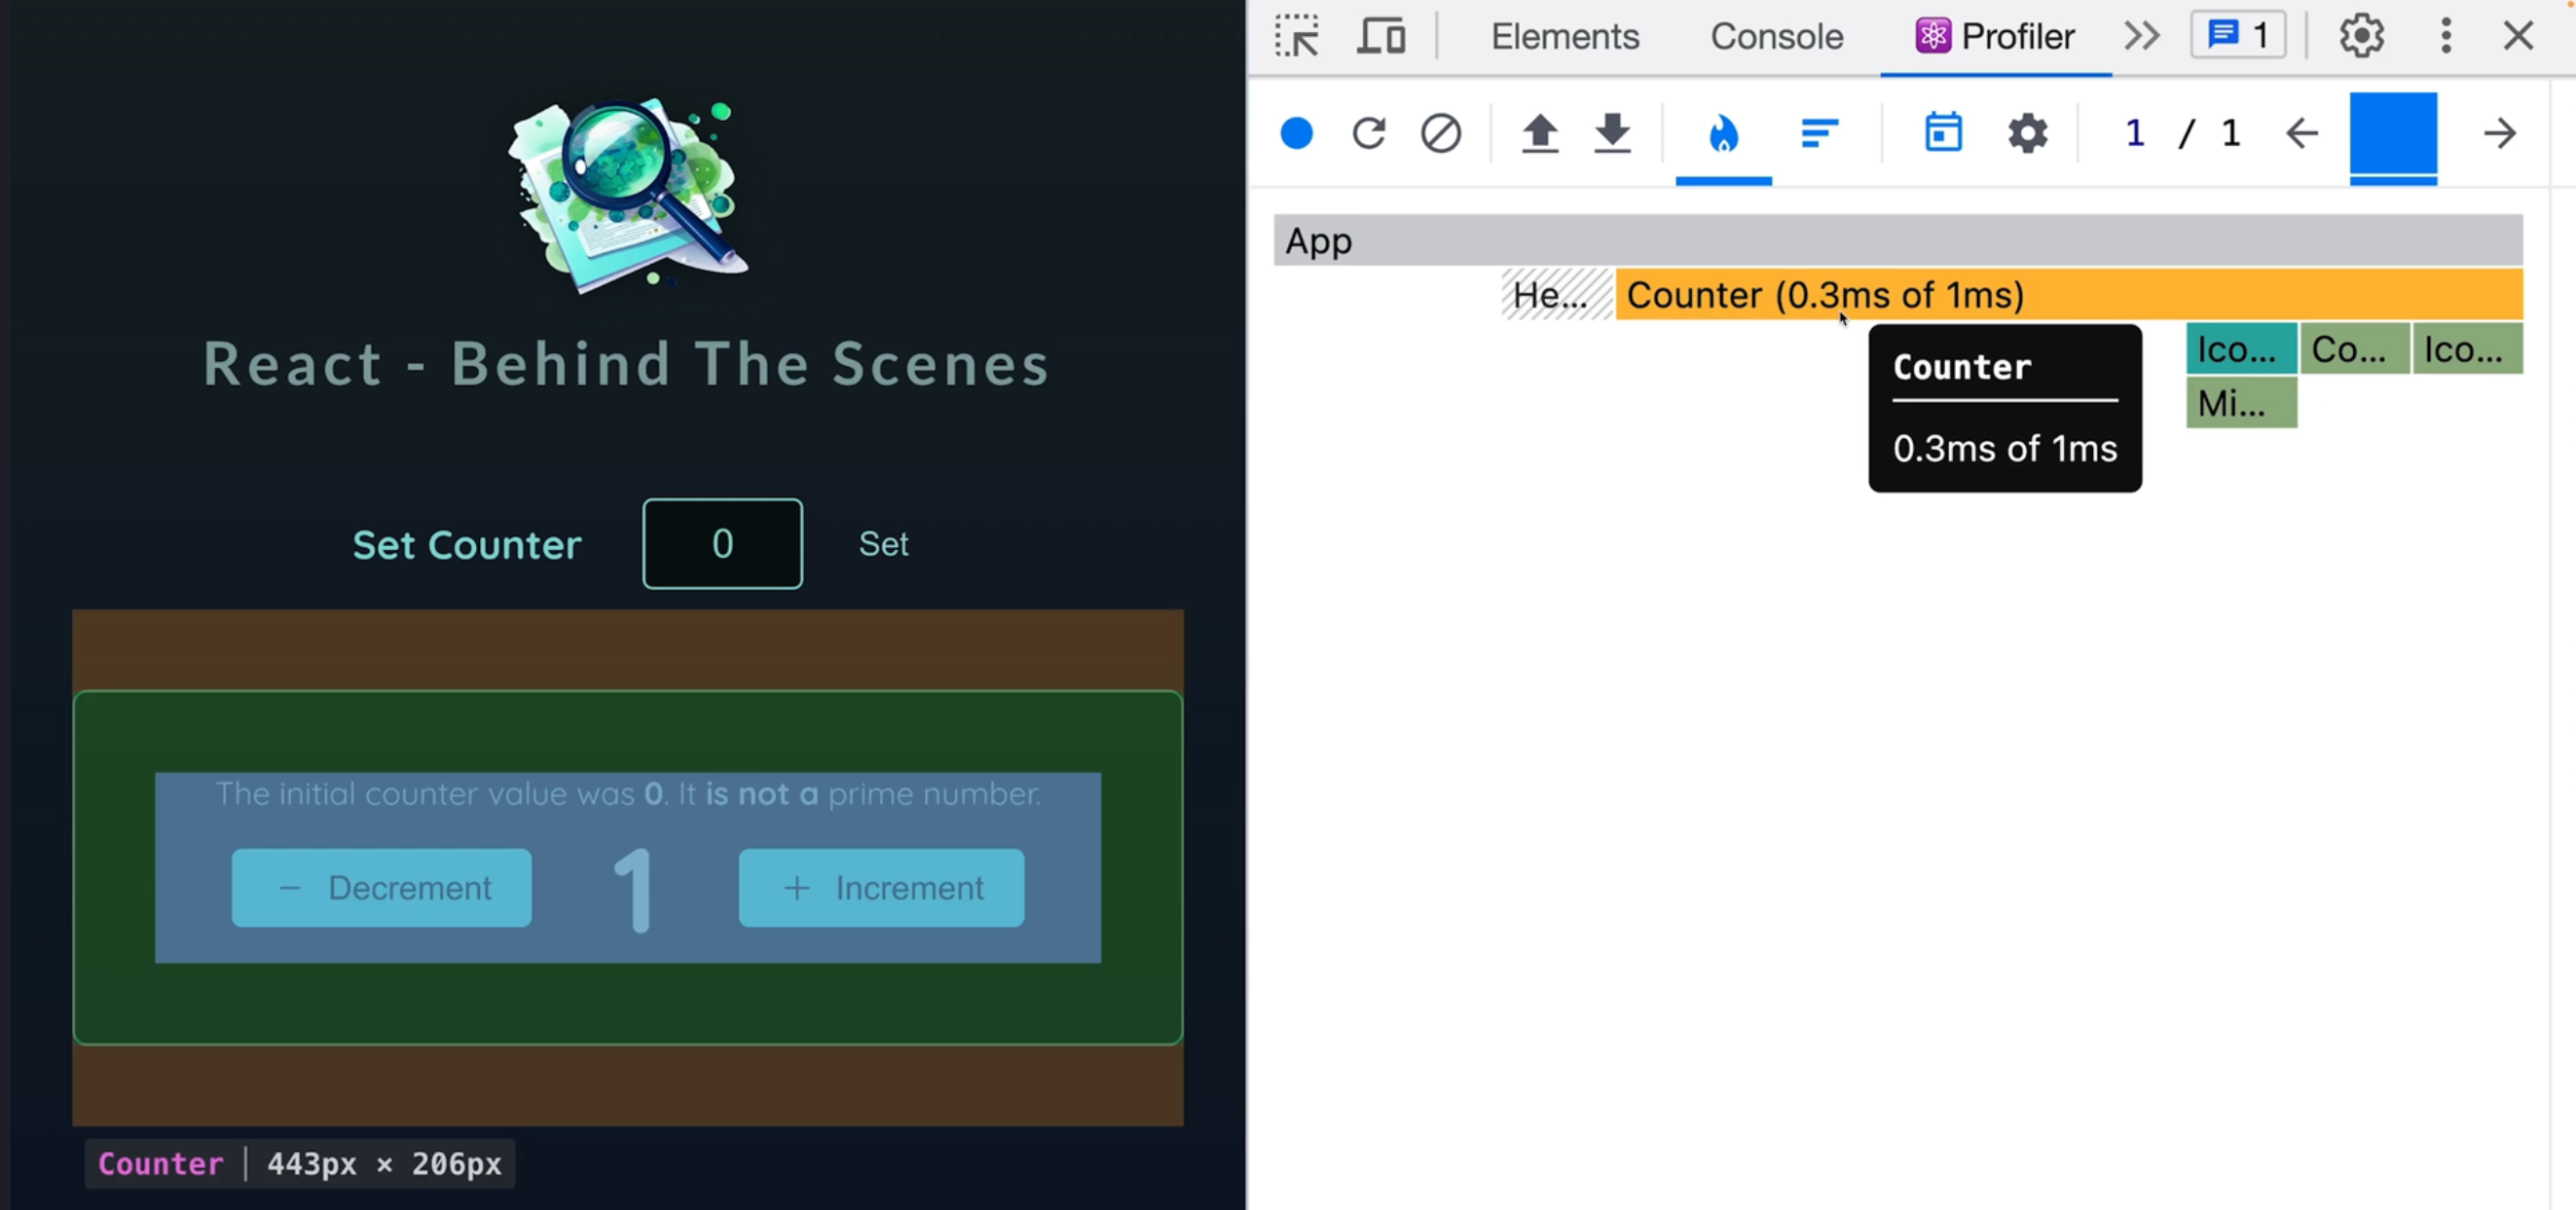 React - Behind The Scenes
Set Counter 0 Set
The initial counter value was 0. It is not a prime number.
− Decrement 1 + Increment
Counter | 443px × 206px
Elements Console Profiler 1
1 / 1
App
He... Counter (0.3ms of 1ms)
Ico... Co... Ico...
Mi...
Counter
0.3ms of 1ms